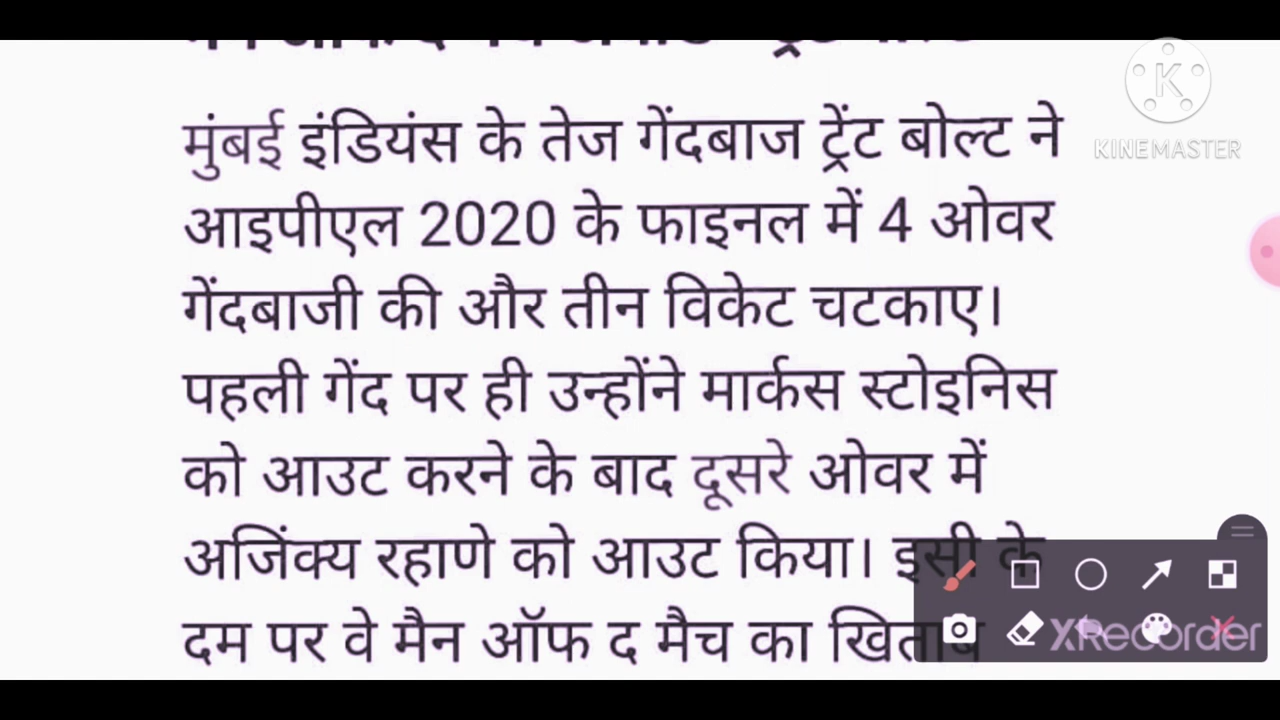 मुंबई इंडियंस के तेज गेंदबाज ट्रेंट बोल्ट ने
आइपीएल 2020 के फाइनल में 4 ओवर
गेंदबाजी की और तीन विकेट चटकाए।
पहली गेंद पर ही उन्होंने मार्कस स्टोइनिस
को आउट करने के बाद दूसरे ओवर में
अजिंक्य रहाणे को आउट किया। इसी के
दम पर वे मैन ऑफ द मैच का खिताब
K
KINEMASTER
XRecorder